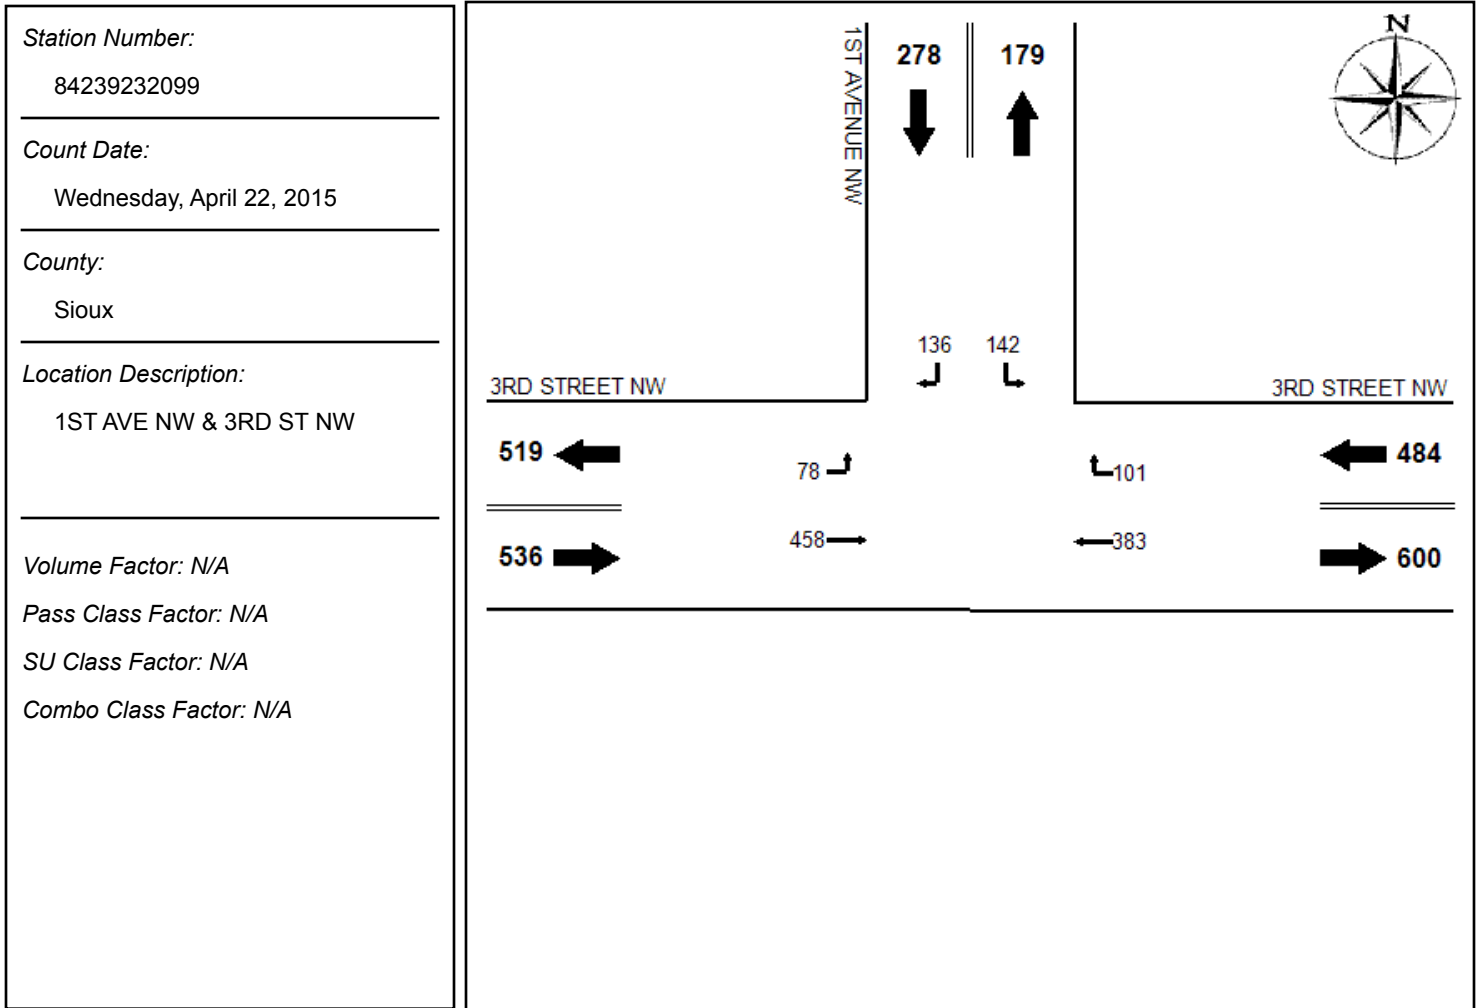 Station Number:
84239232099
Count Date:
Wednesday, April 22, 2015
County:
Sioux
Location Description:
1ST AVE NW & 3RD ST NW
Volume Factor: N/A
Pass Class Factor: N/A
SU Class Factor: N/A
Combo Class Factor: N/A
N
1ST AVENUE NW
278 179
136 142
3RD STREET NW 3RD STREET NW
519 484
78 101
458 383
536 600